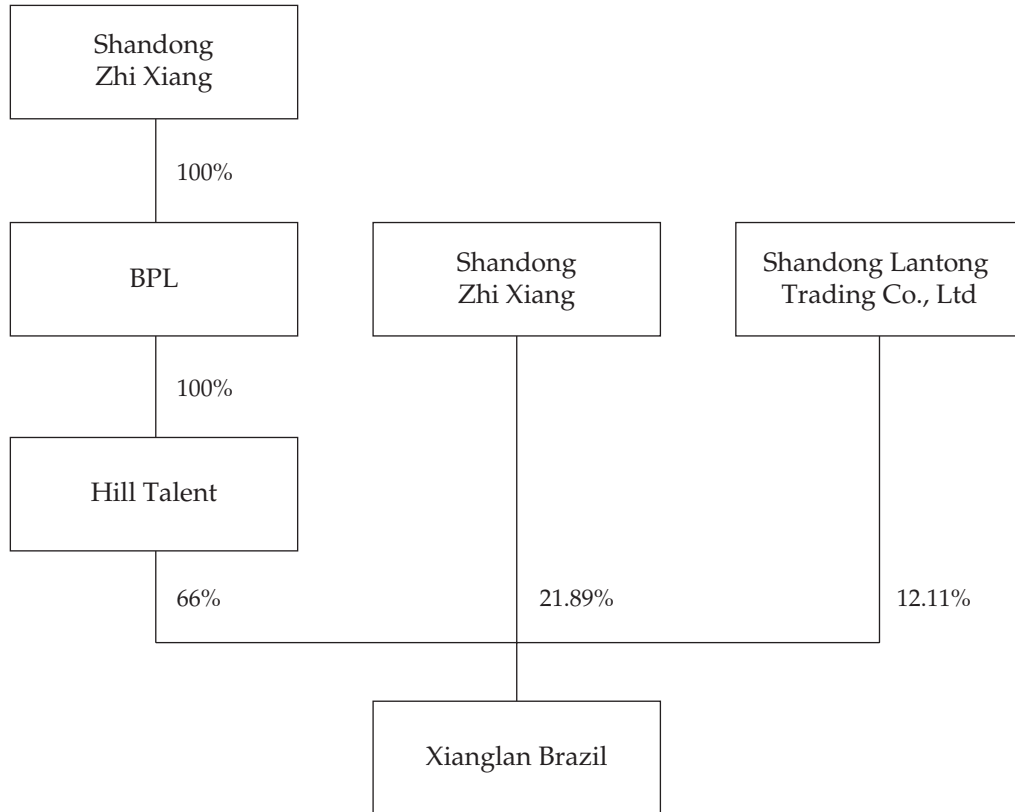 Shandong
Zhi Xiang
100%
BPL
Shandong
Zhi Xiang
Shandong Lantong
Trading Co., Ltd
100%
Hill Talent
66%
21.89%
12.11%
Xianglan Brazil